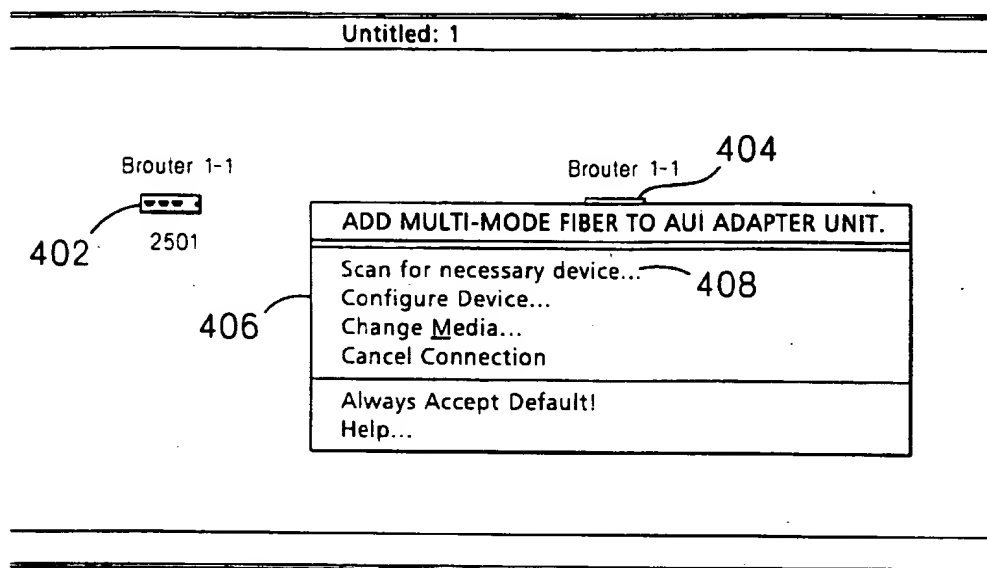 Untitled: 1
Brouter 1-1
402
2501
Brouter 1-1
404
ADD MULTI-MODE FIBER TO AUI ADAPTER UNIT.
Scan for necessary device...
408
Configure Device...
406
Change Media...
Cancel Connection
Always Accept Default!
Help...